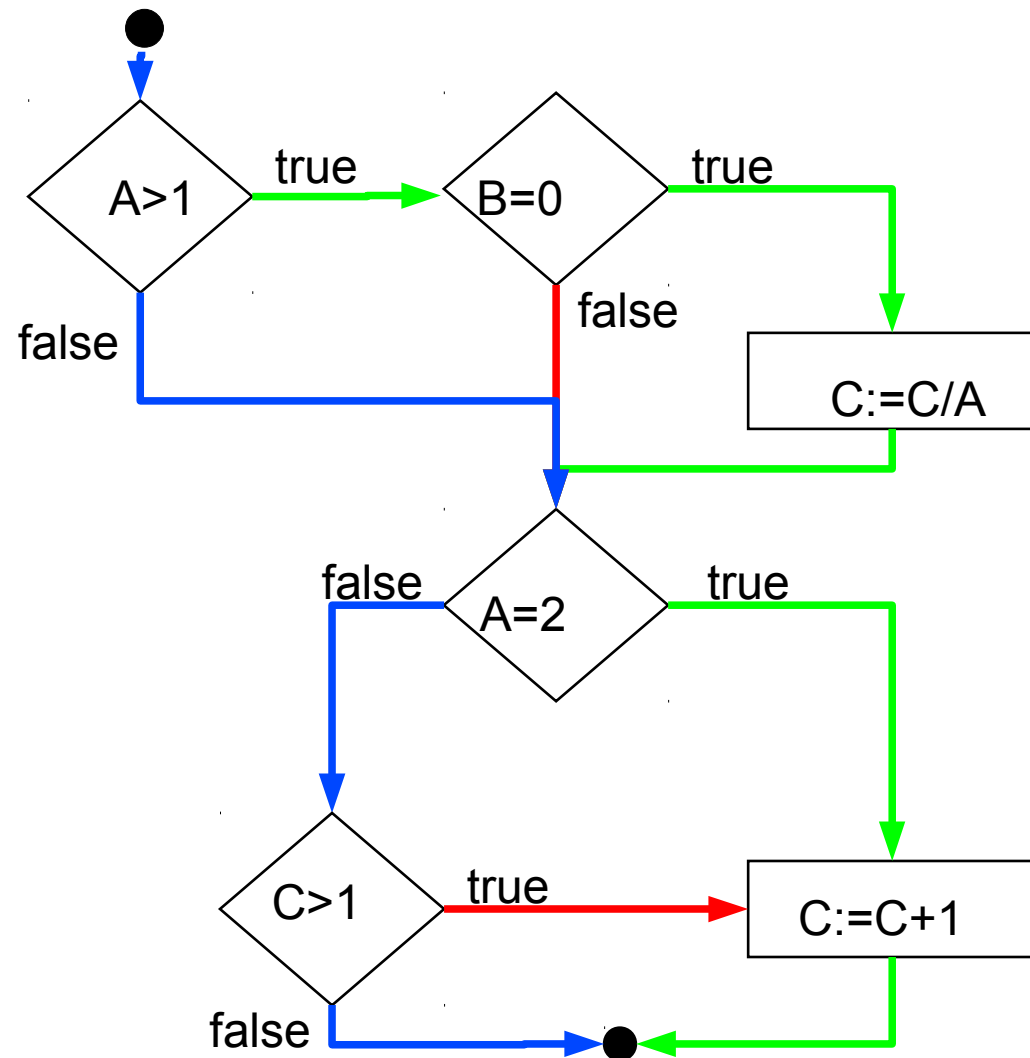 true
true
A>1
B=0
false
false
C:=C/A
false
true
A=2
true
C>1
C:=C+1
false